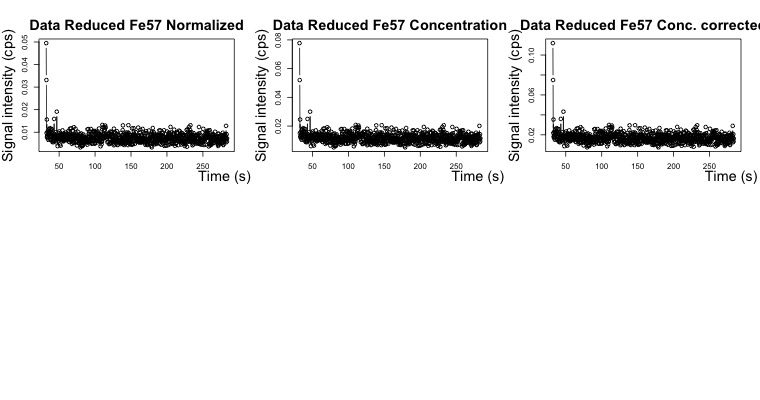 Data Reduced Fe57 Normalized
Signal intensity (cps)
0.01 0.02 0.03 0.04 0.05
50 100 150 200 250
Time (s)
Data Reduced Fe57 Concentration
Signal intensity (cps)
0.02 0.04 0.06 0.08
50 100 150 200 250
Time (s)
Data Reduced Fe57 Conc. corrected
Signal intensity (cps)
0.02 0.06 0.10
50 100 150 200 250
Time (s)